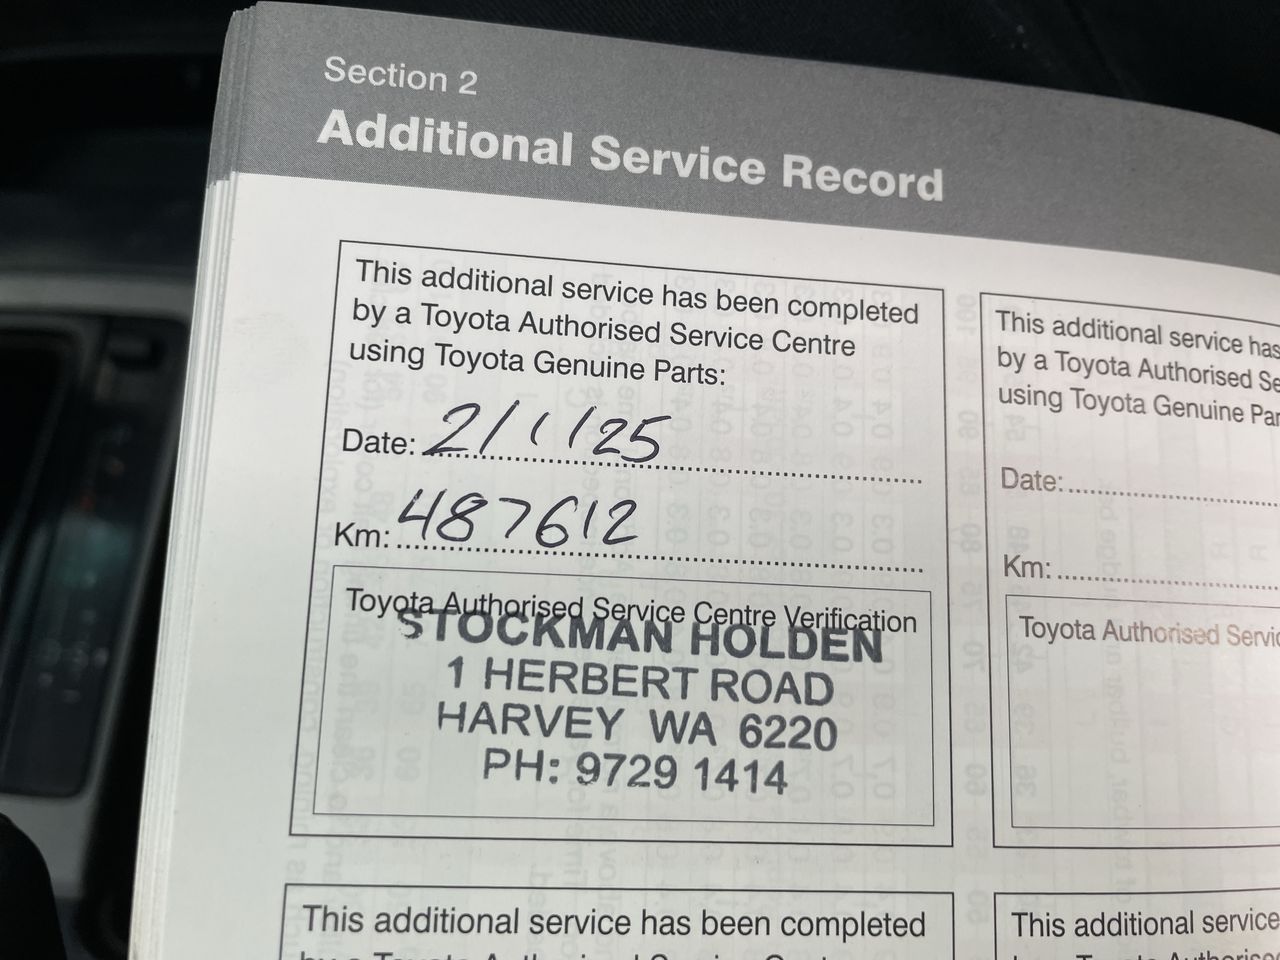 Section 2
Additional Service Record
This additional service has been completed
by a Toyota Authorised Service Centre
using Toyota Genuine Parts:
Date: 2/1/25
Km: 487612
Toyota Authorised Service Centre Verification
STOCKMAN HOLDEN
1 HERBERT ROAD
HARVEY WA 6220
PH: 9729 1414
This additional service has
by a Toyota Authorised Se
using Toyota Genuine Par
Date:
Km:
Toyota Authorised Servic
This additional service has been completed
This additional service